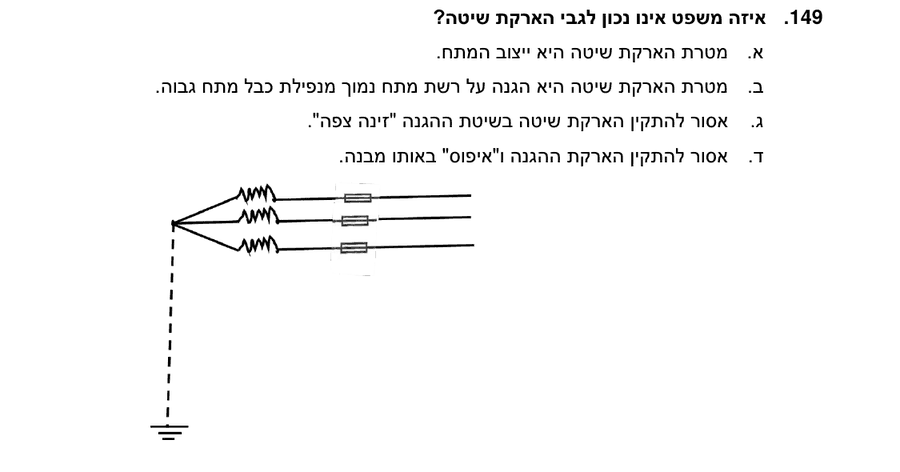 149. איזה משפט אינו נכון לגבי הארקת שיטה?
א. מטרת הארקת שיטה היא ייצוב המתח.
ב. מטרת הארקת שיטה היא הגנה על רשת מתח נמוך מנפילת כבל מתח גבוה.
ג. אסור להתקין הארקת שיטה בשיטת ההגנה "זינה צפה".
ד. אסור להתקין הארקת ההגנה ו"איפוס" באותו מבנה.